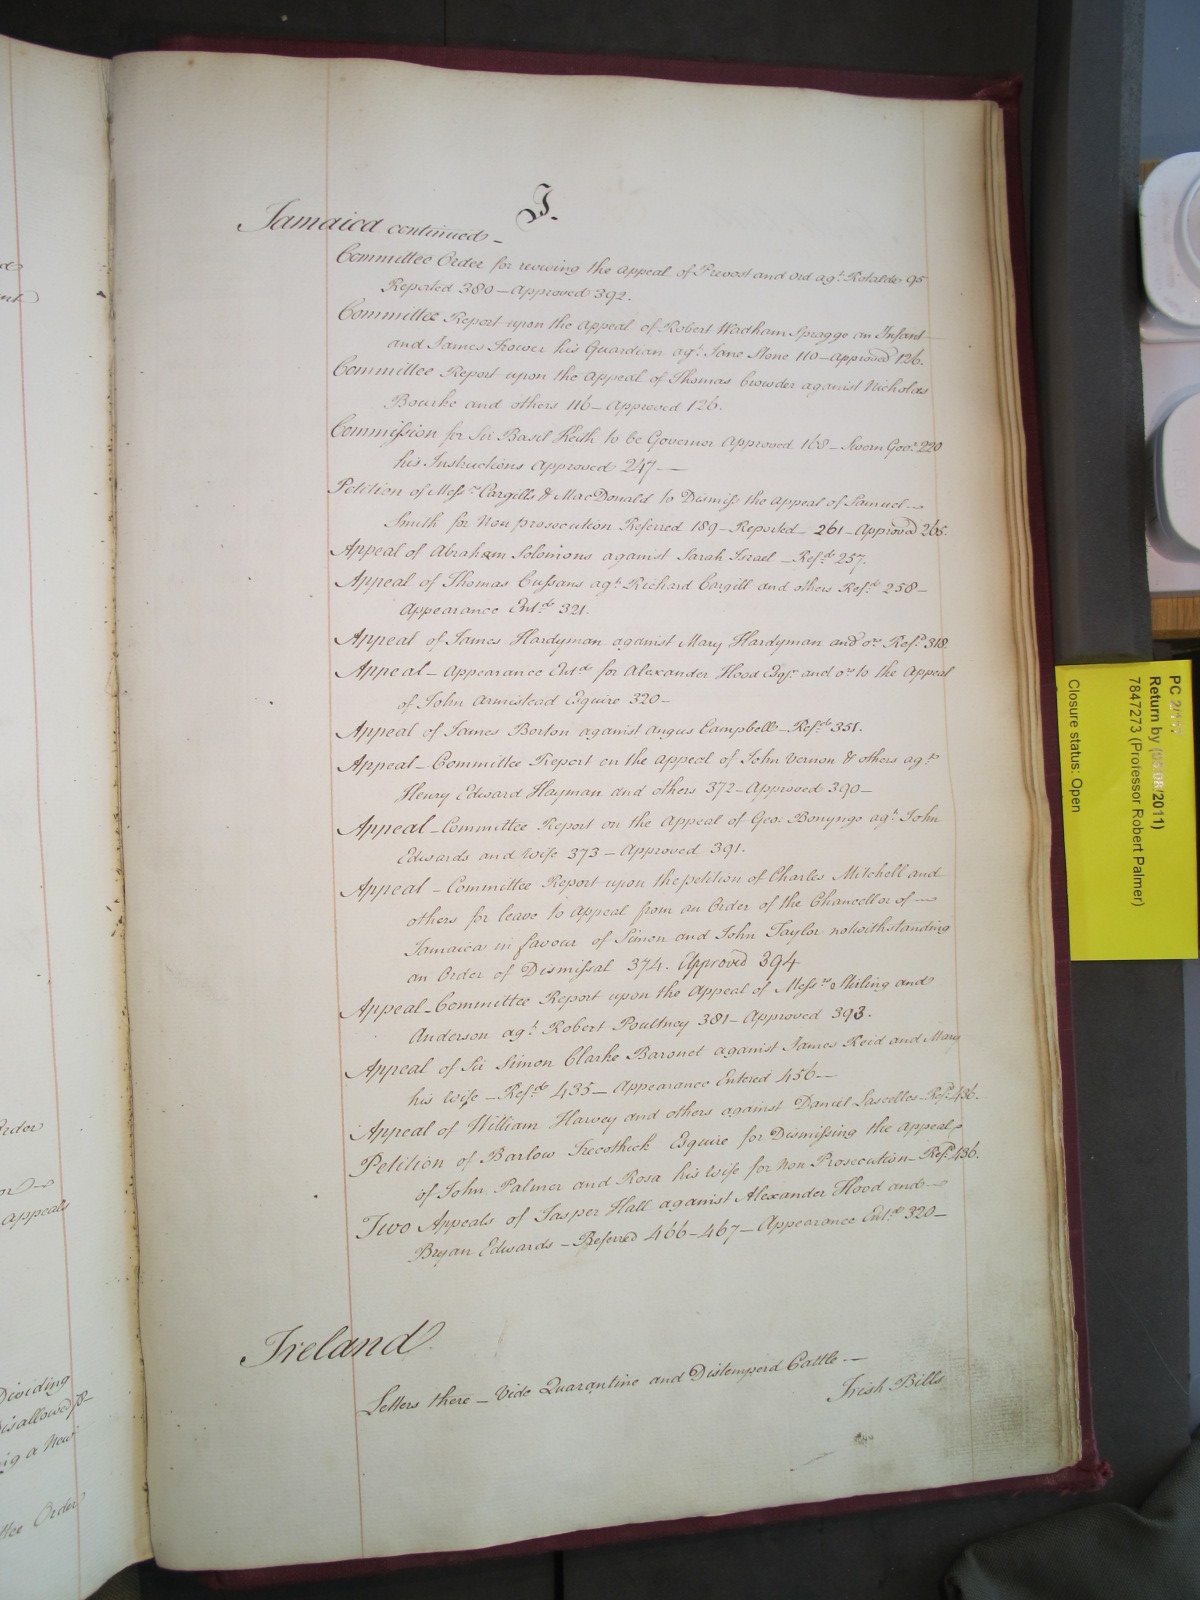 J.
Jamaica continued -
Committee Order for reviving the Appeal of Prevost and ors agt. Rotalde 95
Reported 380 - Approved 392.
Committee Report upon the Appeal of Robert Wadham Spragge an Infant
and James Trower his Guardian agt. Jane Stone 110 - Approved 126.
Committee Report upon the Appeal of Thomas Crowder against Nicholas
Bourke and others 116 - Approved 126.
Commission for Sir Basil Keith to be Governor Approved 168 - Sworn Govr. 220
his Instructions Approved 247 -
Petition of Messrs. Cargills & MacDonald to Dismiss the Appeal of Samuel
Smith for Non prosecution Referred 189 - Reported - 261 - Approved 265.
Appeal of Abraham Solomons against Sarah Israel - Refd. 257.
Appeal of Thomas Cussans agt. Richard Cargill and others Refd. 258 -
Appearance Entd. 321.
Appeal of James Hardyman against Mary Hardyman and ors. Refd. 318.
Appeal - Appearance Entd. for Alexander Hood Esqr. and ors. to the Appeal
of John Armistead Esquire 320 -
Appeal of James Borton against Angus Campbell - Refd. 351.
Appeal - Committee Report on the Appeal of John Vernon & others agt.
Henry Edward Hayman and others 372 - Approved 390 -
Appeal - Committee Report on the Appeal of Geo. Bonyngo agt. John
Edwards and Wife 373 - Approved 391.
Appeal - Committee Report upon the petition of Charles Mitchell and
others for leave to Appeal from an Order of the Chancellor of -
Jamaica in favour of Simon and John Taylor notwithstanding
an Order of Dismissal 374. Approved 394
Appeal - Committee Report upon the Appeal of Messrs. Stirling and
Anderson agt. Robert Poultney 381 - Approved 393.
Appeal of Sir Simon Clarke Baronet against James Reid and Mary
his wife - Refd. 435 - Appearance Entered 456 -
Appeal of William Harvey and others against Daniel Lascelles - Refd. 436.
Petition of Barlow Trecothick Esquire for Dismissing the Appeal
of John Palmer and Rosa his Wife for Non Prosecution - Refd. 436.
Two Appeals of Jasper Hall against Alexander Hood and -
Bryan Edwards - Referred 466 - 467 - Appearance Entd. 320 -
Ireland
Letters there - Vide Quarantine and Distemperd Cattle. -
Irish Bills
rder
appeals
Dividing
Disallowed &
ig a New
ttee Order
PC 2/117
Return by (05/08/2011)
7847273 (Professor Robert Palmer)
Closure status: Open